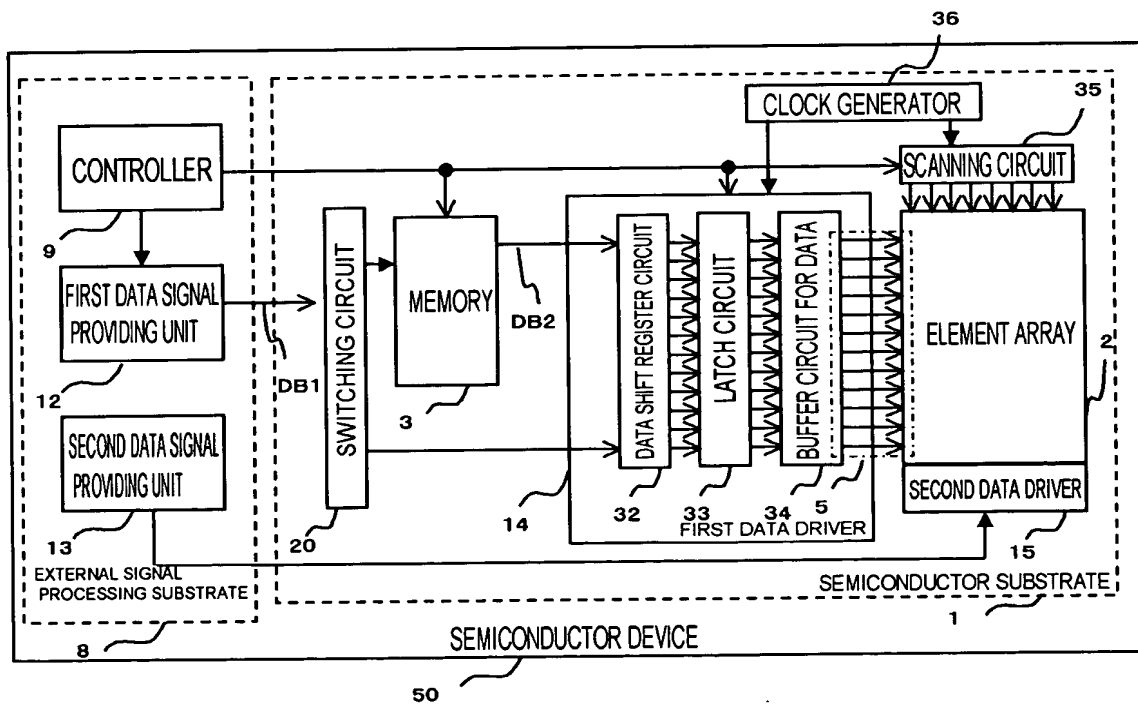 36
CLOCK GENERATOR
35
CONTROLLER
SCANNING CIRCUIT
9
FIRST DATA SIGNAL
PROVIDING UNIT
12
DB1
SWITCHING CIRCUIT
20
MEMORY
3
DB2
DATA SHIFT REGISTER CIRCUIT
32
LATCH CIRCUIT
33
BUFFER CIRCUIT FOR DATA
34
5
14
FIRST DATA DRIVER
ELEMENT ARRAY
2
SECOND DATA DRIVER
15
SECOND DATA SIGNAL
PROVIDING UNIT
13
EXTERNAL SIGNAL
PROCESSING SUBSTRATE
8
SEMICONDUCTOR SUBSTRATE
1
SEMICONDUCTOR DEVICE
50